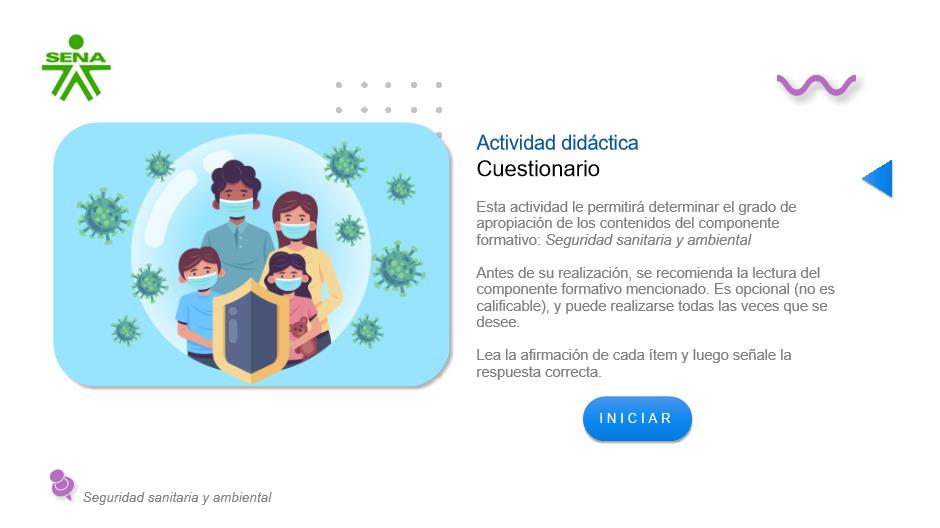 SENA
Actividad didáctica
Cuestionario
Esta actividad le permitirá determinar el grado de
apropiación de los contenidos del componente
formativo: Seguridad sanitaria y ambiental
Antes de su realización, se recomienda la lectura del
componente formativo mencionado. Es opcional (no es
calificable), y puede realizarse todas las veces que se
desee.
Lea la afirmación de cada ítem y luego señale la
respuesta correcta.
INICIAR
Seguridad sanitaria y ambiental